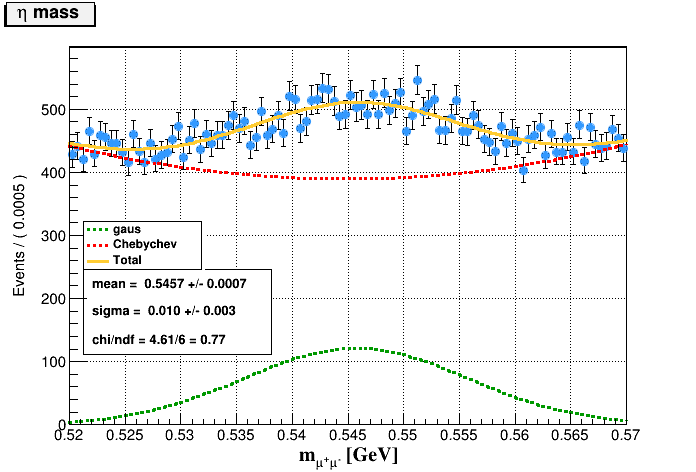 η mass
Events / ( 0.0005 )
500
400
300
200
100
0
gaus
Chebychev
Total
mean = 0.5457 +/- 0.0007
sigma = 0.010 +/- 0.003
chi/ndf = 4.61/6 = 0.77
0.52 0.525 0.53 0.535 0.54 0.545 0.55 0.555 0.56 0.565 0.57
m_μ⁺μ⁻ [GeV]